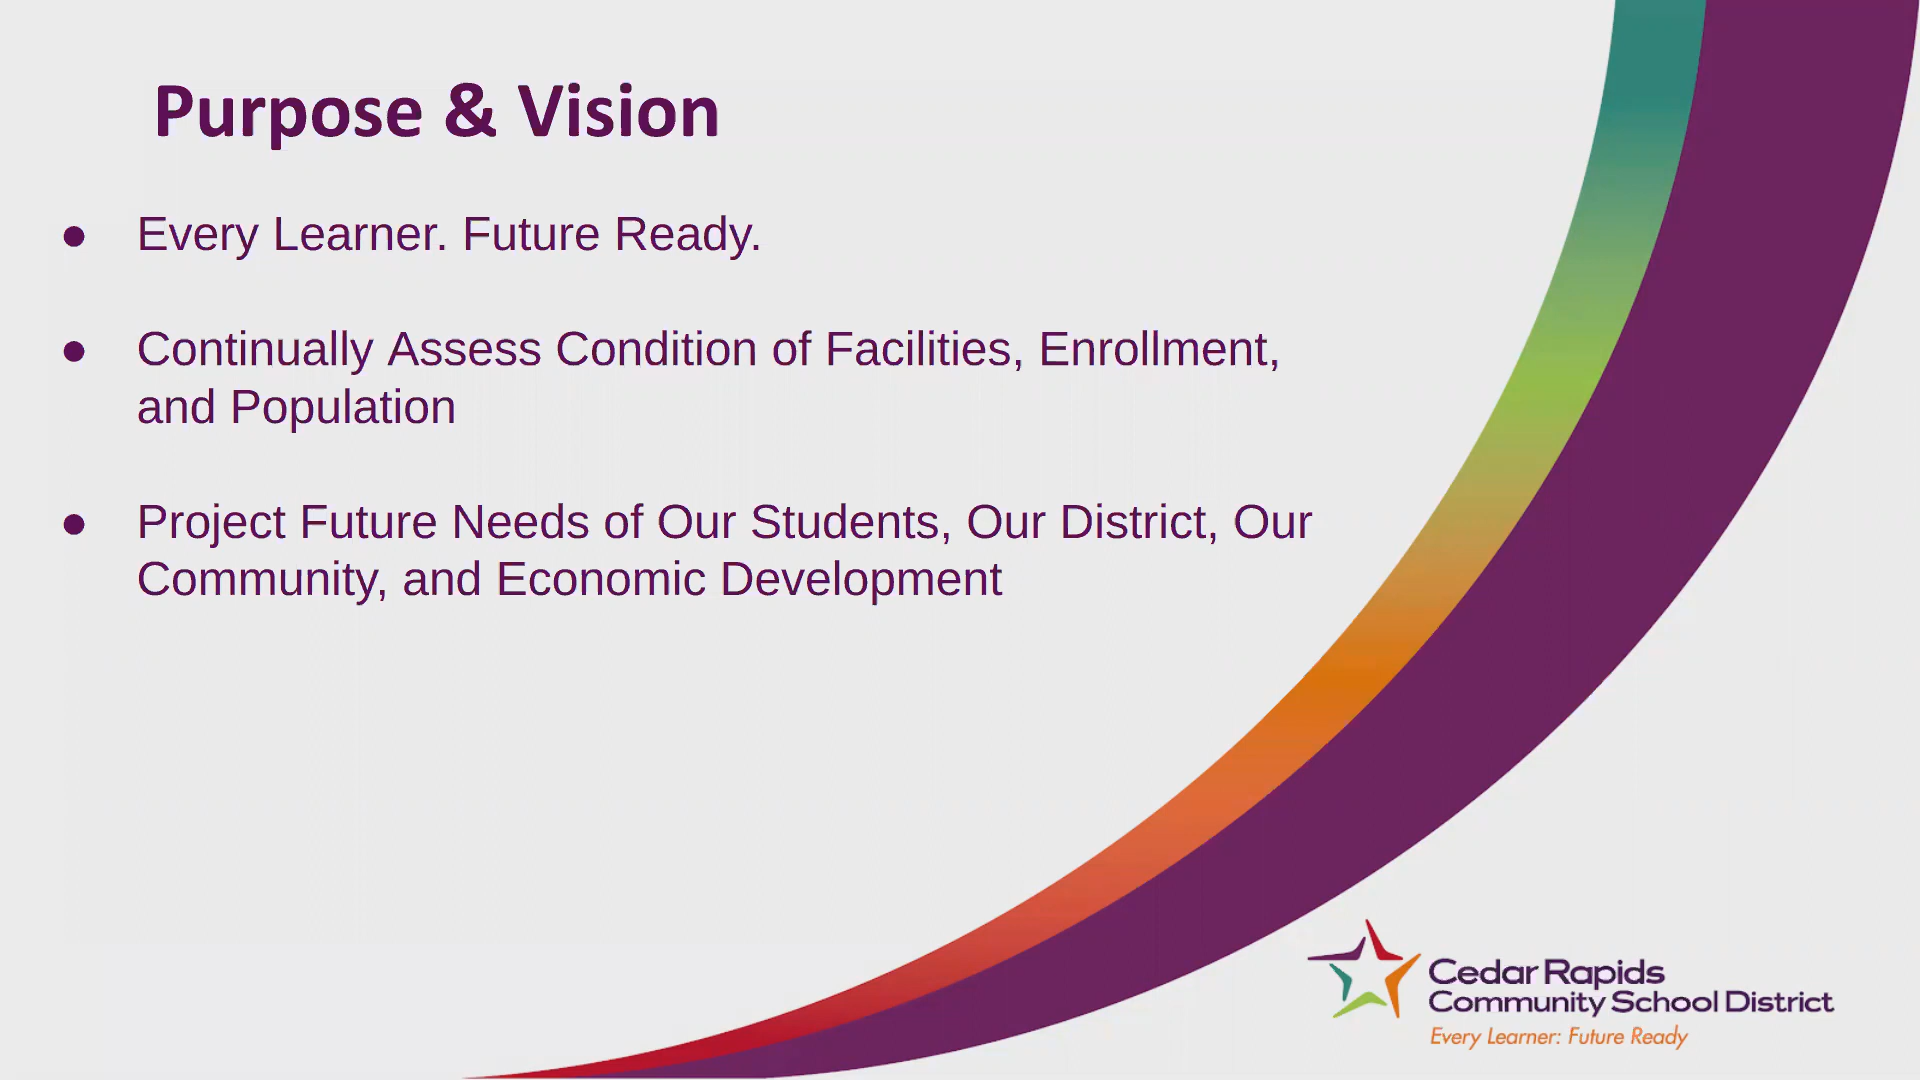 Purpose & Vision
● Every Learner. Future Ready.
● Continually Assess Condition of Facilities, Enrollment,
and Population
● Project Future Needs of Our Students, Our District, Our
Community, and Economic Development
Cedar Rapids
Community School District
Every Learner: Future Ready